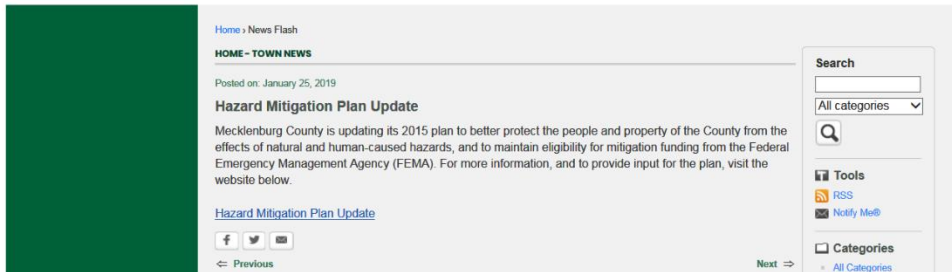 Home › News Flash
HOME - TOWN NEWS
Posted on: January 25, 2019
Hazard Mitigation Plan Update
Mecklenburg County is updating its 2015 plan to better protect the people and property of the County from the
effects of natural and human-caused hazards, and to maintain eligibility for mitigation funding from the Federal
Emergency Management Agency (FEMA). For more information, and to provide input for the plan, visit the
website below.
Hazard Mitigation Plan Update
⇐ Previous
Next ⇒
Search
All categories
Tools
RSS
Notify Me®
Categories
All Categories